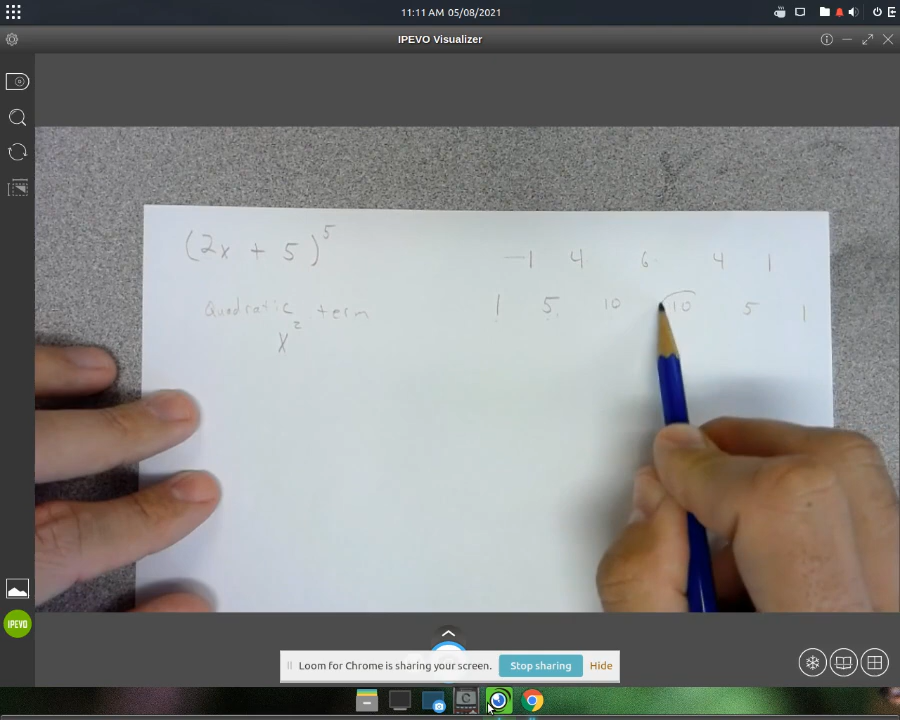 11:11 AM 05/08/2021
IPEVO Visualizer
(2x + 5)^5
—1 4 6 4 1
Quadratic term
1 5 10 10 5 1
x^2
IPEVO
Loom for Chrome is sharing your screen. Stop sharing Hide
C